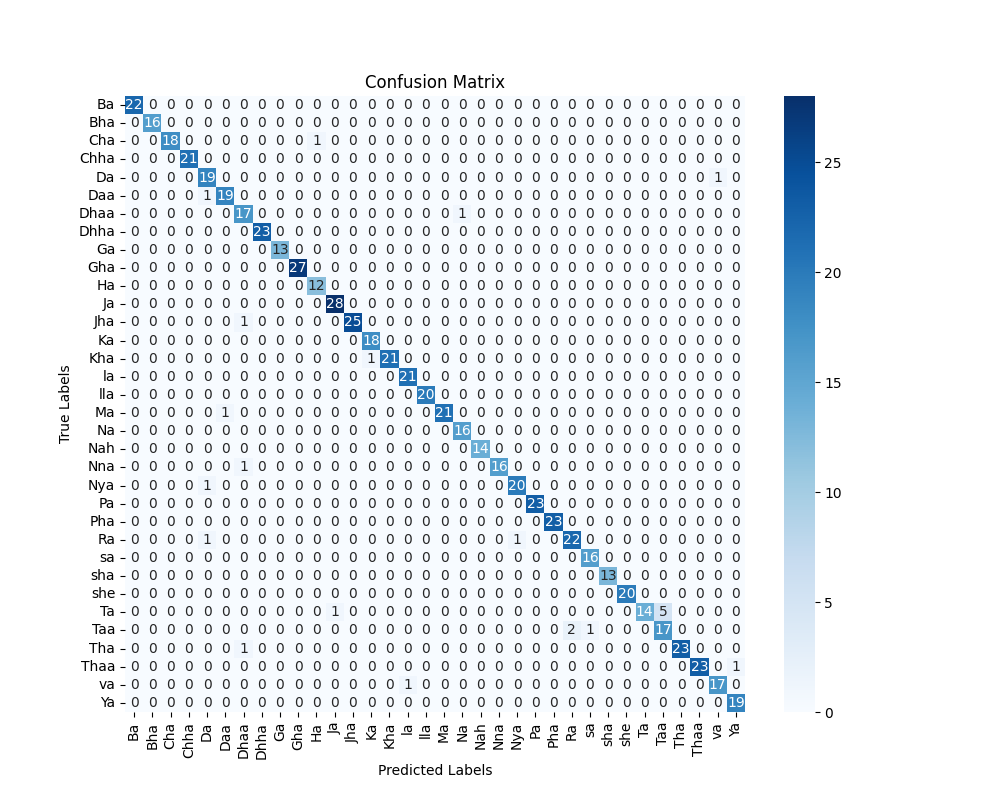 Confusion Matrix
Ba 22 0 0 0 0 0 0 0 0 0 0 0 0 0 0 0 0 0 0 0 0 0 0 0 0 0 0 0 0 0 0 0 0 0
Bha 0 16 0 0 0 0 0 0 0 0 0 0 0 0 0 0 0 0 0 0 0 0 0 0 0 0 0 0 0 0 0 0 0 0
Cha 0 0 18 0 0 0 0 0 0 0 1 0 0 0 0 0 0 0 0 0 0 0 0 0 0 0 0 0 0 0 0 0 0 0
Chha 0 0 0 21 0 0 0 0 0 0 0 0 0 0 0 0 0 0 0 0 0 0 0 0 0 0 0 0 0 0 0 0 0 0
Da 0 0 0 0 19 0 0 0 0 0 0 0 0 0 0 0 0 0 0 0 0 0 0 0 0 0 0 0 0 0 0 0 1 0
Daa 0 0 0 0 1 19 0 0 0 0 0 0 0 0 0 0 0 0 0 0 0 0 0 0 0 0 0 0 0 0 0 0 0 0
Dhaa 0 0 0 0 0 0 17 0 0 0 0 0 0 0 0 0 0 0 1 0 0 0 0 0 0 0 0 0 0 0 0 0 0 0
Dhha 0 0 0 0 0 0 0 23 0 0 0 0 0 0 0 0 0 0 0 0 0 0 0 0 0 0 0 0 0 0 0 0 0 0
Ga 0 0 0 0 0 0 0 0 13 0 0 0 0 0 0 0 0 0 0 0 0 0 0 0 0 0 0 0 0 0 0 0 0 0
Gha 0 0 0 0 0 0 0 0 0 27 0 0 0 0 0 0 0 0 0 0 0 0 0 0 0 0 0 0 0 0 0 0 0 0
Ha 0 0 0 0 0 0 0 0 0 0 12 0 0 0 0 0 0 0 0 0 0 0 0 0 0 0 0 0 0 0 0 0 0 0
Ja 0 0 0 0 0 0 0 0 0 0 0 28 0 0 0 0 0 0 0 0 0 0 0 0 0 0 0 0 0 0 0 0 0 0
Jha 0 0 0 0 0 0 1 0 0 0 0 0 25 0 0 0 0 0 0 0 0 0 0 0 0 0 0 0 0 0 0 0 0 0
Ka 0 0 0 0 0 0 0 0 0 0 0 0 0 18 0 0 0 0 0 0 0 0 0 0 0 0 0 0 0 0 0 0 0 0
Kha 0 0 0 0 0 0 0 0 0 0 0 0 0 1 21 0 0 0 0 0 0 0 0 0 0 0 0 0 0 0 0 0 0 0
la 0 0 0 0 0 0 0 0 0 0 0 0 0 0 0 21 0 0 0 0 0 0 0 0 0 0 0 0 0 0 0 0 0 0
lla 0 0 0 0 0 0 0 0 0 0 0 0 0 0 0 0 20 0 0 0 0 0 0 0 0 0 0 0 0 0 0 0 0 0
Ma 0 0 0 0 0 1 0 0 0 0 0 0 0 0 0 0 0 21 0 0 0 0 0 0 0 0 0 0 0 0 0 0 0 0
Na 0 0 0 0 0 0 0 0 0 0 0 0 0 0 0 0 0 0 16 0 0 0 0 0 0 0 0 0 0 0 0 0 0 0
Nah 0 0 0 0 0 0 0 0 0 0 0 0 0 0 0 0 0 0 0 14 0 0 0 0 0 0 0 0 0 0 0 0 0 0
Nna 0 0 0 0 0 0 1 0 0 0 0 0 0 0 0 0 0 0 0 0 16 0 0 0 0 0 0 0 0 0 0 0 0 0
Nya 0 0 0 0 1 0 0 0 0 0 0 0 0 0 0 0 0 0 0 0 0 20 0 0 0 0 0 0 0 0 0 0 0 0
Pa 0 0 0 0 0 0 0 0 0 0 0 0 0 0 0 0 0 0 0 0 0 0 23 0 0 0 0 0 0 0 0 0 0 0
Pha 0 0 0 0 0 0 0 0 0 0 0 0 0 0 0 0 0 0 0 0 0 0 0 23 0 0 0 0 0 0 0 0 0 0
Ra 0 0 0 0 1 0 0 0 0 0 0 0 0 0 0 0 0 0 0 0 0 1 0 0 22 0 0 0 0 0 0 0 0 0
sa 0 0 0 0 0 0 0 0 0 0 0 0 0 0 0 0 0 0 0 0 0 0 0 0 0 16 0 0 0 0 0 0 0 0
sha 0 0 0 0 0 0 0 0 0 0 0 0 0 0 0 0 0 0 0 0 0 0 0 0 0 0 13 0 0 0 0 0 0 0
she 0 0 0 0 0 0 0 0 0 0 0 0 0 0 0 0 0 0 0 0 0 0 0 0 0 0 0 20 0 0 0 0 0 0
Ta 0 0 0 0 0 0 0 0 0 0 0 1 0 0 0 0 0 0 0 0 0 0 0 0 0 0 0 0 14 5 0 0 0 0
Taa 0 0 0 0 0 0 0 0 0 0 0 0 0 0 0 0 0 0 0 0 0 0 0 0 2 1 0 0 0 17 0 0 0 0
Tha 0 0 0 0 0 0 1 0 0 0 0 0 0 0 0 0 0 0 0 0 0 0 0 0 0 0 0 0 0 0 23 0 0 0
Thaa 0 0 0 0 0 0 0 0 0 0 0 0 0 0 0 0 0 0 0 0 0 0 0 0 0 0 0 0 0 0 0 23 0 1
va 0 0 0 0 0 0 0 0 0 0 0 0 0 0 0 1 0 0 0 0 0 0 0 0 0 0 0 0 0 0 0 0 17 0
Ya 0 0 0 0 0 0 0 0 0 0 0 0 0 0 0 0 0 0 0 0 0 0 0 0 0 0 0 0 0 0 0 0 0 19
Ba Bha Cha Chha Da Daa Dhaa Dhha Ga Gha Ha Ja Jha Ka Kha la lla Ma Na Nah Nna Nya Pa Pha Ra sa sha she Ta Taa Tha Thaa va Ya
Predicted Labels
True Labels
25
20
15
10
5
0